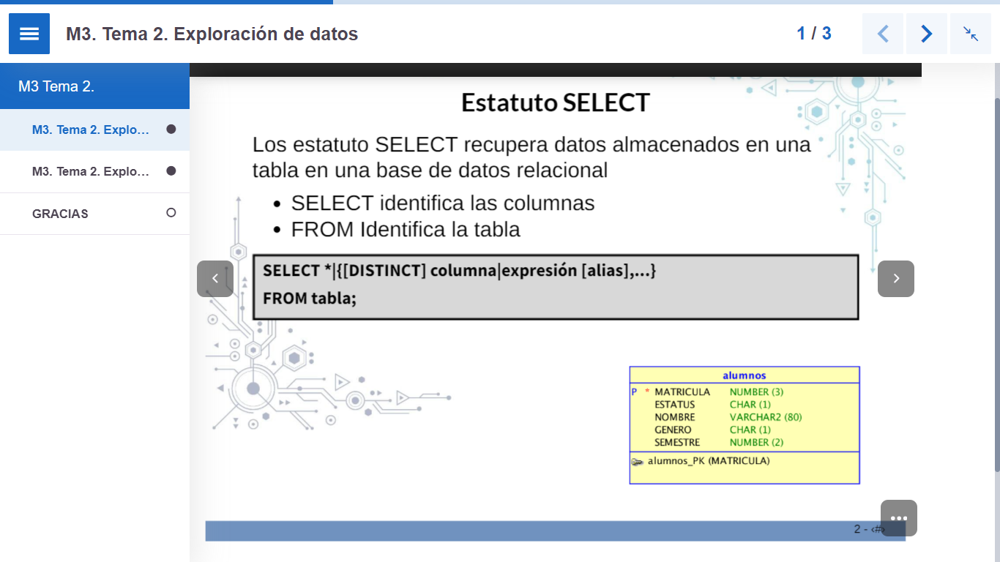 M3. Tema 2. Exploración de datos
1 / 3
M3 Tema 2.
M3. Tema 2. Explo...
M3. Tema 2. Explo...
GRACIAS
Estatuto SELECT
Los estatuto SELECT recupera datos almacenados en una
tabla en una base de datos relacional
• SELECT identifica las columnas
• FROM Identifica la tabla
SELECT *|{[DISTINCT] columna|expresión [alias],...}
FROM tabla;
alumnos
P * MATRICULA NUMBER (3)
ESTATUS CHAR (1)
NOMBRE VARCHAR2 (80)
GENERO CHAR (1)
SEMESTRE NUMBER (2)
alumnos_PK (MATRICULA)
2 - ‹#›